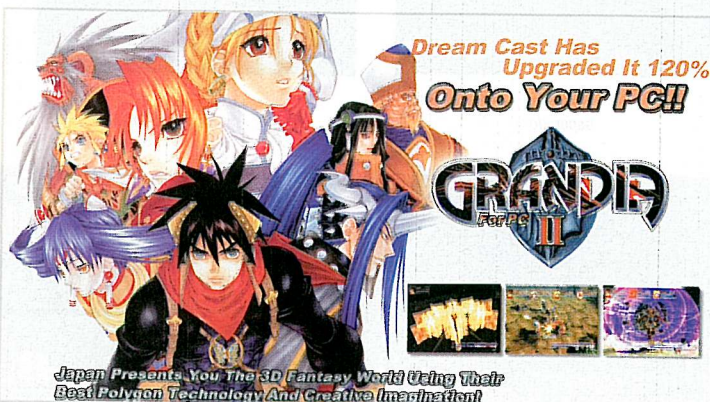 Dream Cast Has
Upgraded It 120%
Onto Your PC!!
GRANDIA
For PC
II
Japan Presents You The 3D Fantasy World Using Their
Best Polygon Technology And Creative Imagination!